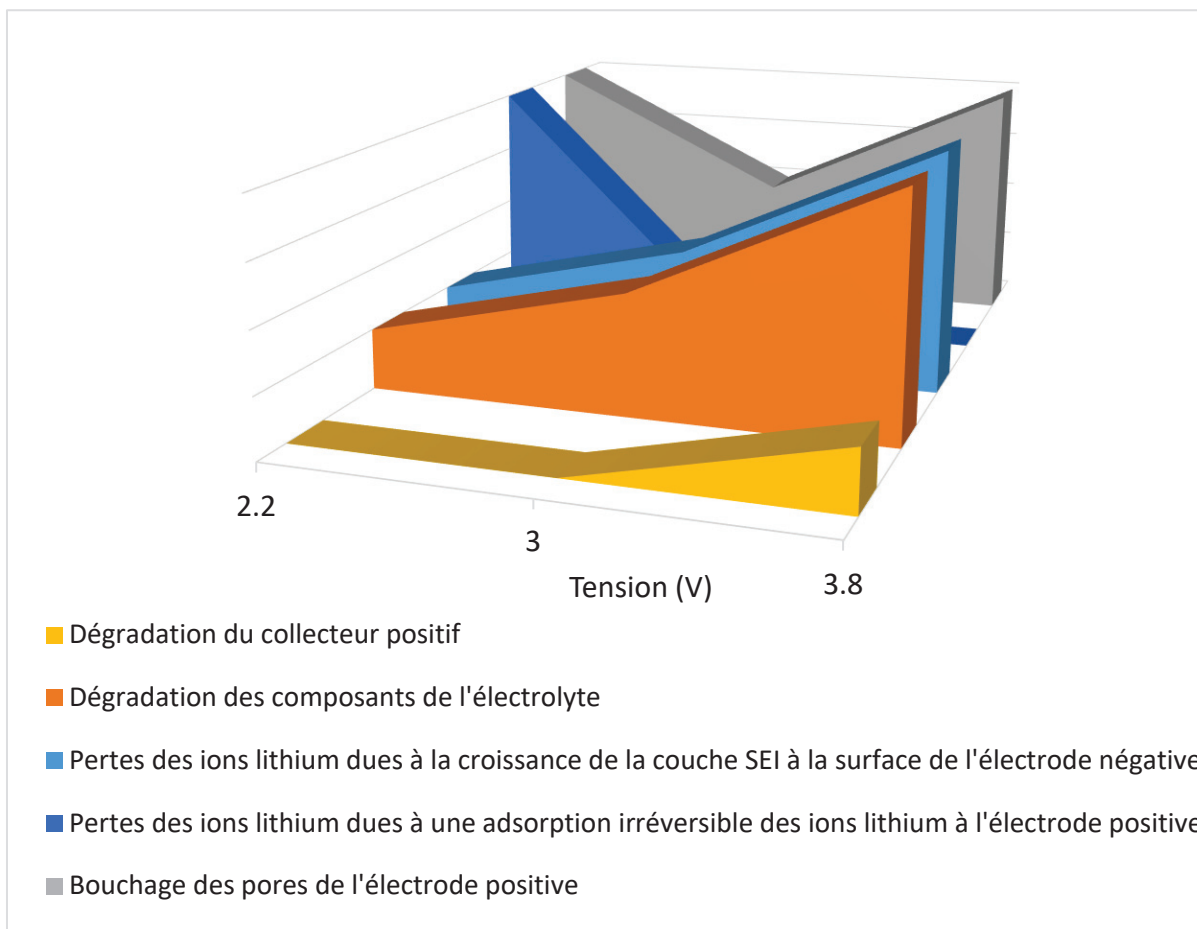 2.2
3
3.8
Tension (V)
Dégradation du collecteur positif
Dégradation des composants de l'électrolyte
Pertes des ions lithium dues à la croissance de la couche SEI à la surface de l'électrode négative
Pertes des ions lithium dues à une adsorption irréversible des ions lithium à l'électrode positive
Bouchage des pores de l'électrode positive